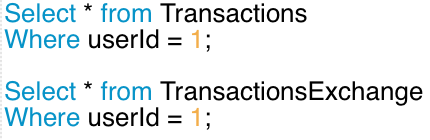 Select * from Transactions
Where userId = 1;
Select * from TransactionsExchange
Where userId = 1;